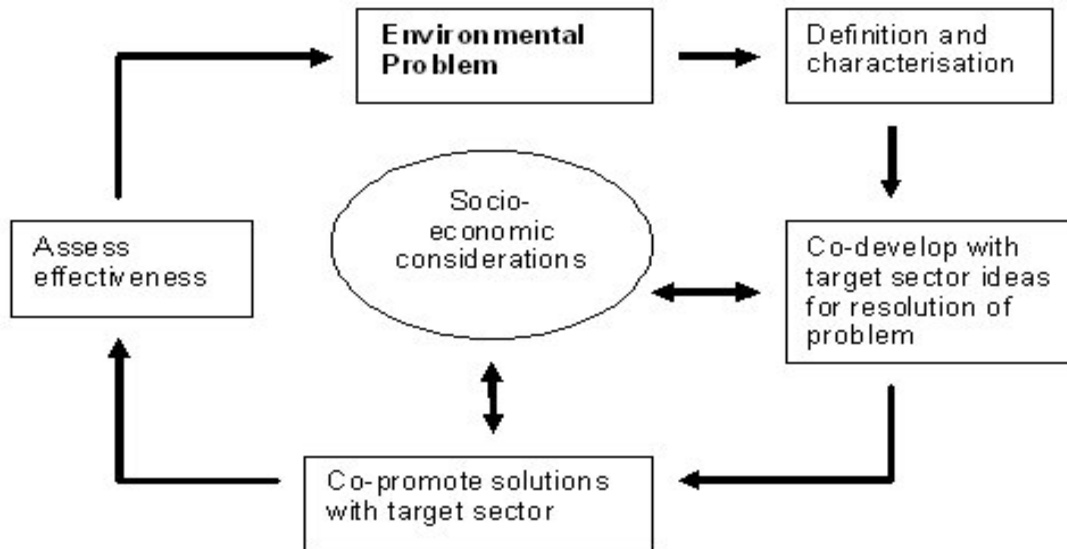 Environmental
Problem
Definition and
characterisation
Socio-
economic
considerations
Assess
effectiveness
Co-develop with
target sector ideas
for resolution of
problem
Co-promote solutions
with target sector